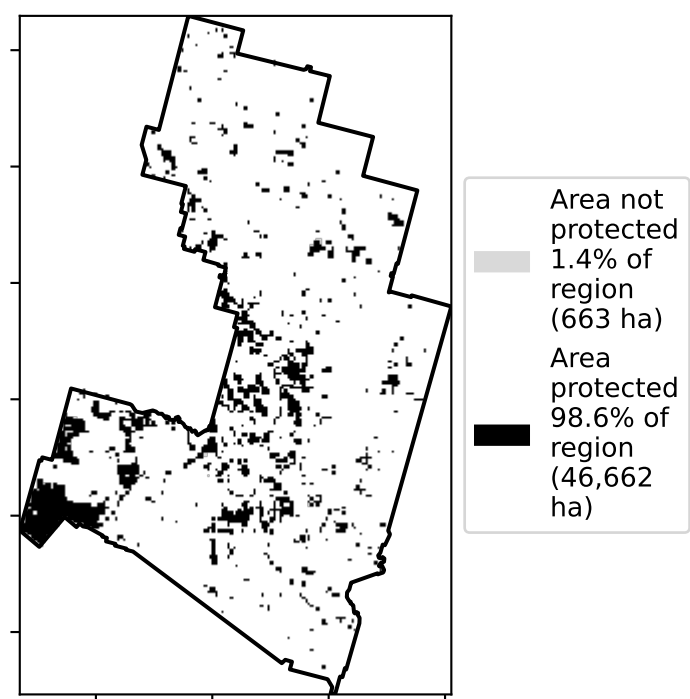 Area not
protected
1.4% of
region
(663 ha)
Area
protected
98.6% of
region
(46,662
ha)